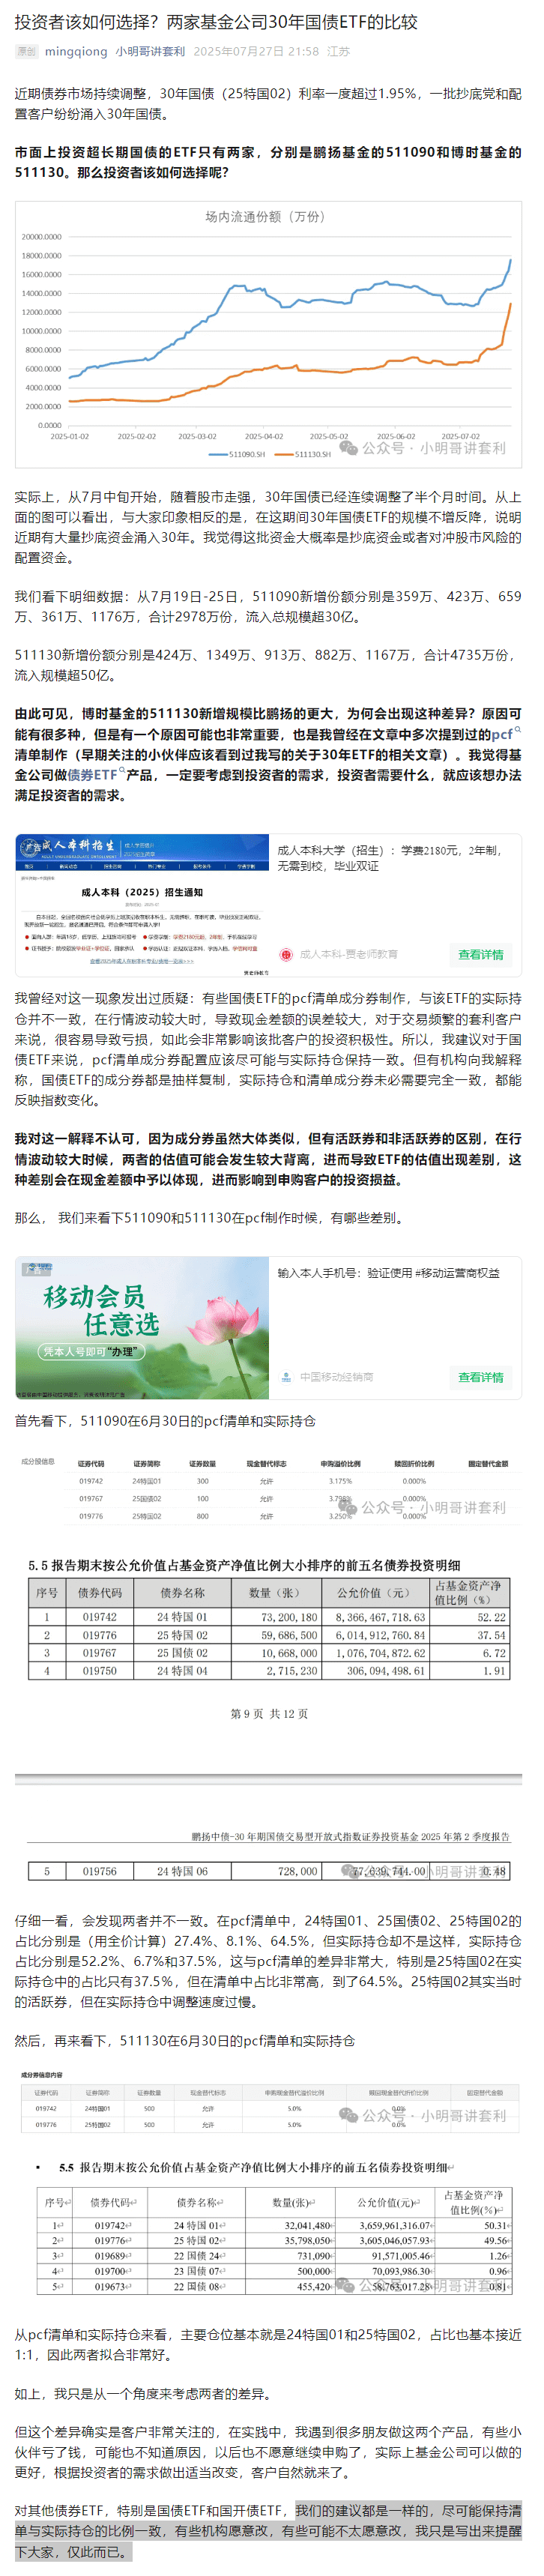 投资者该如何选择？两家基金公司30年国债ETF的比较
原创 mingqiong 小明哥讲套利 2025年07月27日 21:58 江苏
近期债券市场持续调整，30年国债（25特国02）利率一度超过1.95%，一批抄底党和配
置客户纷纷涌入30年国债。
市面上投资超长期国债的ETF只有两家，分别是鹏扬基金的511090和博时基金的
511130。那么投资者该如何选择呢？
场内流通份额（万份）
20000.0000
18000.0000
16000.0000
14000.0000
12000.0000
10000.0000
8000.0000
6000.0000
4000.0000
2000.0000
0.0000
2025-01-02 2025-02-02 2025-03-02 2025-04-02 2025-05-02 2025-06-02 2025-07-02
511090.SH 511130.SH
公众号·小明哥讲套利
实际上，从7月中旬开始，随着股市走强，30年国债已经连续调整了半个月时间。从上
面的图可以看出，与大家印象相反的是，在这期间30年国债ETF的规模不增反降，说明
近期有大量抄底资金涌入30年。我觉得这批资金大概率是抄底资金或者对冲股市风险的
配置资金。
我们看下明细数据：从7月19日-25日，511090新增份额分别是359万、423万、659
万、361万、1176万，合计2978万份，流入总规模超30亿。
511130新增份额分别是424万、1349万、913万、882万、1167万，合计4735万份，
流入规模超50亿。
由此可见，博时基金的511130新增规模比鹏扬的更大，为何会出现这种差异？原因可
能有很多种，但是有一个原因可能也非常重要，也是我曾经在文章中多次提到过的pcf
清单制作（早期关注的小伙伴应该看到过我写的关于30年ETF的相关文章）。我觉得基
金公司做债券ETF产品，一定要考虑到投资者的需求，投资者需要什么，就应该想办法
满足投资者的需求。
成人本科招生
成人本科（2025）招生通知
成人本科大学（招生）：学费2180元，2年制，
无需到校，毕业双证
成人本科-贾老师教育
查看详情
贾老师教育
我曾经对这一现象发出过质疑：有些国债ETF的pcf清单成分券制作，与该ETF的实际持
仓并不一致，在行情波动较大时，导致现金差额的误差较大，对于交易频繁的套利客户
来说，很容易导致亏损，如此会非常影响该批客户的投资积极性。所以，我建议对于国
债ETF来说，pcf清单成分券配置应该尽可能与实际持仓保持一致。但有机构向我解释
称，国债ETF的成分券都是抽样复制，实际持仓和清单成分券未必需要完全一致，都能
反映指数变化。
我对这一解释不认可，因为成分券虽然大体类似，但有活跃券和非活跃券的区别，在行
情波动较大时候，两者的估值可能会发生较大背离，进而导致ETF的估值出现差别，这
种差别会在现金差额中予以体现，进而影响到申购客户的投资损益。
那么， 我们来看下511090和511130在pcf制作时候，有哪些差别。
移动会员
任意选
凭本人号即可“办理”
输入本人手机号：验证使用 #移动运营商权益
中国移动经销商
查看详情
首先看下，511090在6月30日的pcf清单和实际持仓
成分股信息 证券代码 证券简称 证券数量 现金替代标志 申购溢价比例 赎回折价比例 固定替代金额
019742 24特国01 300 允许 3.175% 0.000%
019767 25国债02 100 允许 3.798% 0.000%
019776 25特国02 800 允许 3.250% 0.000%
公众号·小明哥讲套利
5.5 报告期末按公允价值占基金资产净值比例大小排序的前五名债券投资明细
序号 债券代码 债券名称 数量（张） 公允价值（元） 占基金资产净值比例（%）
1 019742 24 特国 01 73,200,180 8,366,467,718.63 52.22
2 019776 25 特国 02 59,686,500 6,014,912,760.84 37.54
3 019767 25 国债 02 10,668,000 1,076,704,872.62 6.72
4 019750 24 特国 04 2,715,230 306,094,498.61 1.91
第 9 页 共 12 页
鹏扬中债-30 年期国债交易型开放式指数证券投资基金 2025 年第 2 季度报告
5 019756 24 特国 06 728,000 77,639,744.00 0.48
公众号·小明哥讲套利
仔细一看，会发现两者并不一致。在pcf清单中，24特国01、25国债02、25特国02的
占比分别是（用全价计算）27.4%、8.1%、64.5%，但实际持仓却不是这样，实际持仓
占比分别是52.2%、6.7%和37.5%，这与pcf清单的差异非常大，特别是25特国02在实
际持仓中的占比只有37.5%，但在清单中占比非常高，到了64.5%。25特国02其实当时
的活跃券，但在实际持仓中调整速度过慢。
然后，再来看下，511130在6月30日的pcf清单和实际持仓
成分券信息内容
证券代码 证券简称 证券数量 现金替代标志 申购现金替代溢价比例 赎回现金替代折价比例 固定替代金额
019742 24特国01 500 允许 5.0% 0.0%
019776 25特国02 500 允许 5.0% 0.0%
公众号·小明哥讲套利
5.5 报告期末按公允价值占基金资产净值比例大小排序的前五名债券投资明细
序号 债券代码 债券名称 数量(张) 公允价值(元) 占基金资产净值比例(%)
1 019742 24 特国 01 32,041,480 3,659,961,316.07 50.31
2 019776 25 特国 02 35,798,050 3,605,046,057.93 49.56
3 019689 22 国债 24 731,090 91,571,005.46 1.26
4 019700 23 国债 07 500,000 70,093,986.30 0.96
5 019673 22 国债 08 455,420 58,763,017.28 0.81
公众号·小明哥讲套利
从pcf清单和实际持仓来看，主要仓位基本就是24特国01和25特国02，占比也基本接近
1:1，因此两者拟合非常好。
如上，我只是从一个角度来考虑两者的差异。
但这个差异确实是客户非常关注的，在实践中，我遇到很多朋友做这两个产品，有些小
伙伴亏了钱，可能也不知道原因，以后也不愿意继续申购了，实际上基金公司可以做的
更好，根据投资者的需求做出适当改变，客户自然就来了。
对其他债券ETF，特别是国债ETF和国开债ETF，我们的建议都是一样的，尽可能保持清
单与实际持仓的比例一致，有些机构愿意改，有些可能不太愿意改，我只是写出来提醒
下大家，仅此而已。